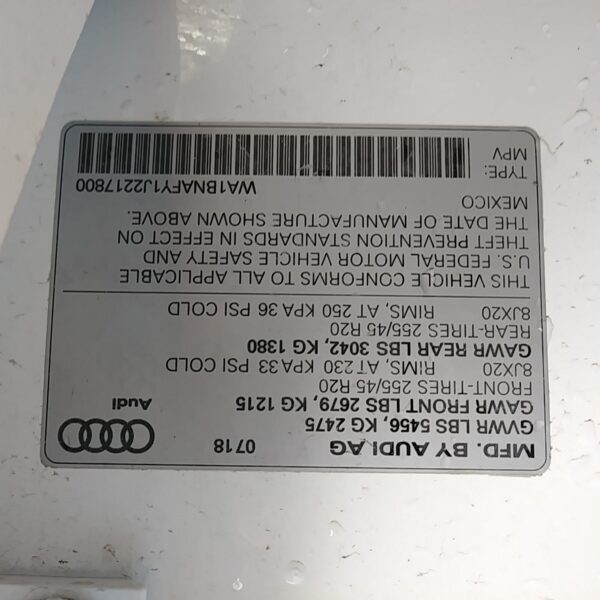 MFD. BY AUDI AG 07 18
GVWR LBS 5456, KG 2475
GAWR FRONT LBS 2679, KG 1215
Audi
FRONT-TIRES 255/45 R20
8JX20 RIMS, AT 230 KPA 33 PSI COLD
GAWR REAR LBS 3042, KG 1380
REAR-TIRES 255/45 R20
8JX20 RIMS, AT 250 KPA 36 PSI COLD
THIS VEHICLE CONFORMS TO ALL APPLICABLE
U.S. FEDERAL MOTOR VEHICLE SAFETY AND
THEFT PREVENTION STANDARDS IN EFFECT ON
THE DATE OF MANUFACTURE SHOWN ABOVE.
MEXICO
WA1BNAFY1J2217800
TYPE:
MPV